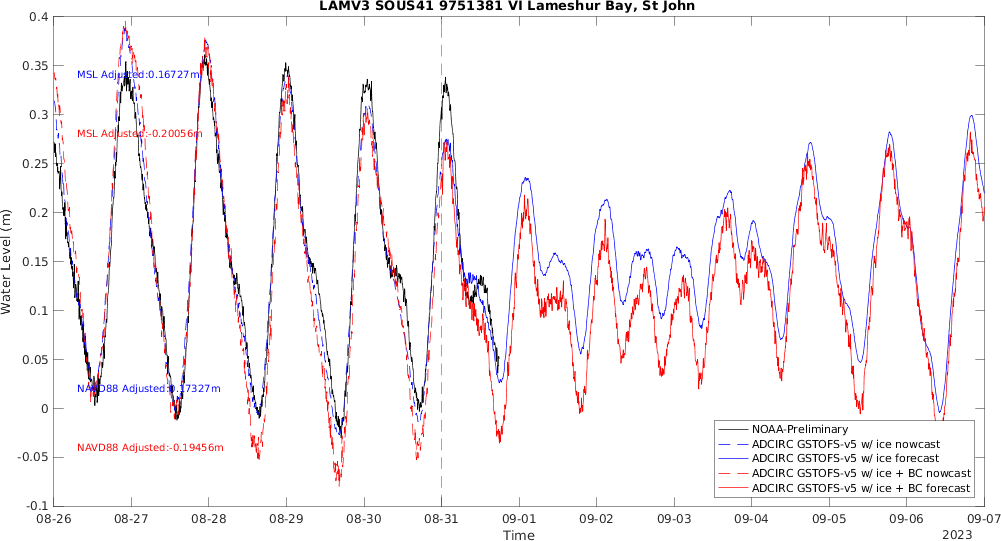 LAMV3 SOUS41 9751381 VI Lameshur Bay, St John
0.4
0.35
0.3
0.25
0.2
0.15
0.1
0.05
0
-0.05
-0.1
Water Level (m)
MSL Adjusted:0.16727m
MSL Adjusted:-0.20056m
NAVD88 Adjusted:0.17327m
NAVD88 Adjusted:-0.19456m
NOAA-Preliminary
ADCIRC GSTOFS-v5 w/ ice nowcast
ADCIRC GSTOFS-v5 w/ ice forecast
ADCIRC GSTOFS-v5 w/ ice + BC nowcast
ADCIRC GSTOFS-v5 w/ ice + BC forecast
08-26 08-27 08-28 08-29 08-30 08-31 09-01 09-02 09-03 09-04 09-05 09-06 09-07
Time
2023